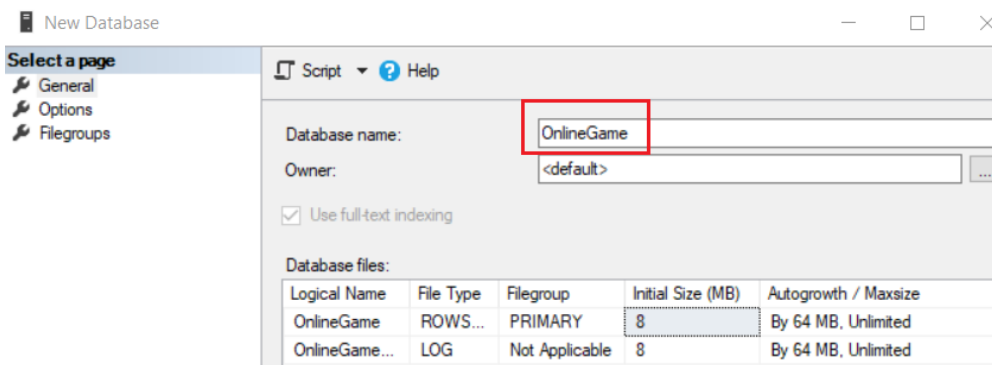 New Database
Select a page
General
Options
Filegroups
Script Help
Database name: OnlineGame
Owner: <default> ...
Use full-text indexing
Database files:
Logical Name File Type Filegroup Initial Size (MB) Autogrowth / Maxsize
OnlineGame ROWS... PRIMARY 8 By 64 MB, Unlimited
OnlineGame... LOG Not Applicable 8 By 64 MB, Unlimited